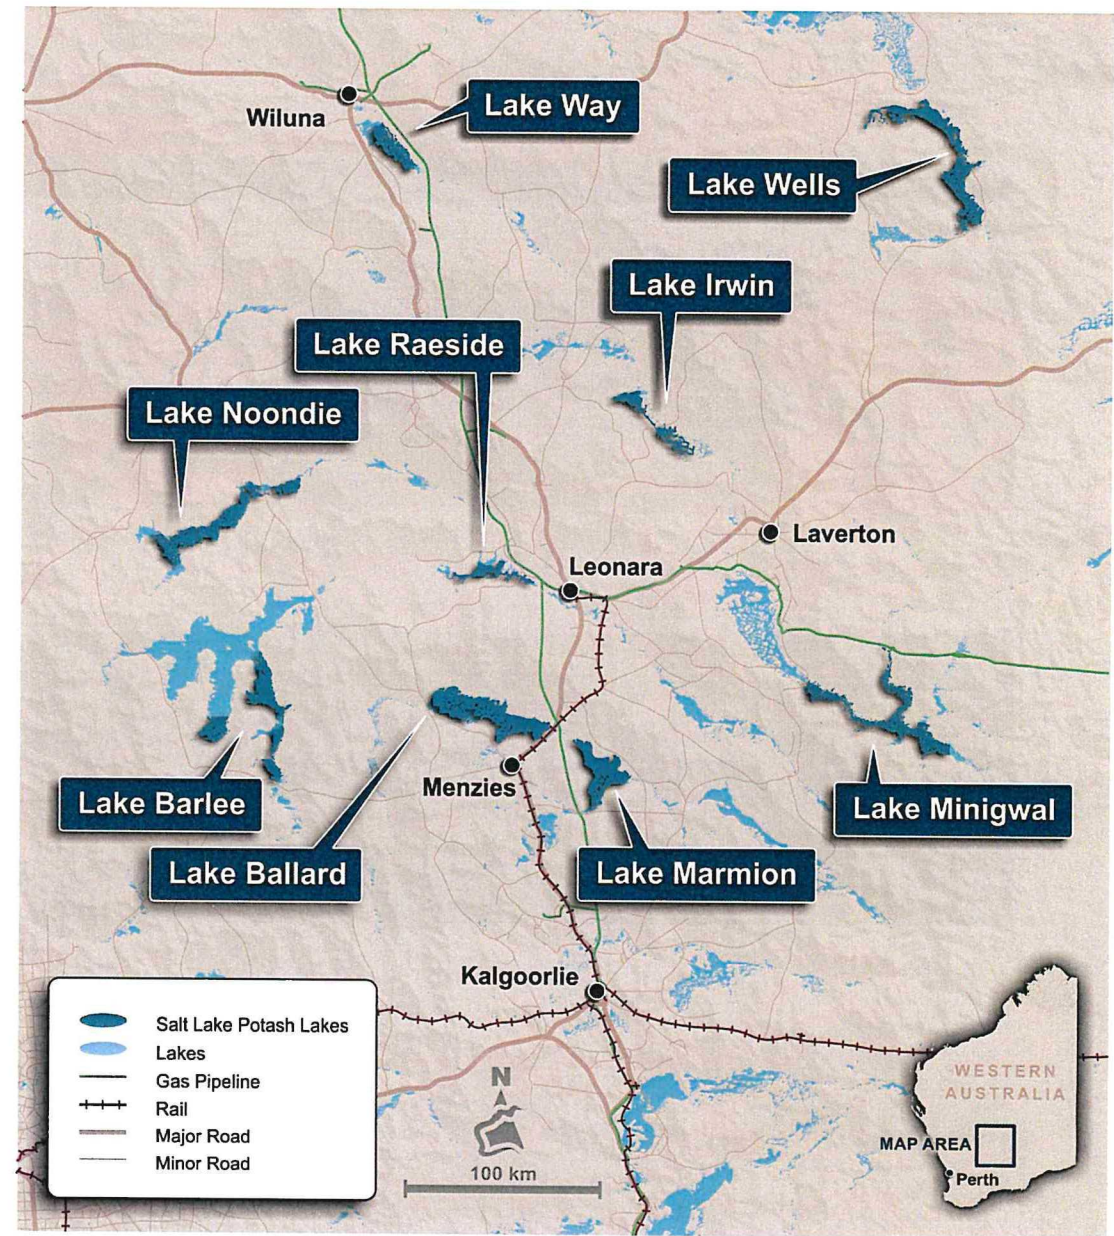 Wiluna
Lake Way
Lake Wells
Lake Irwin
Lake Raeside
Lake Noondie
Laverton
Leonara
Menzies
Lake Barlee
Lake Minigwal
Lake Ballard
Lake Marmion
Kalgoorlie
Salt Lake Potash Lakes
Lakes
Gas Pipeline
Rail
Major Road
Minor Road
N
100 km
WESTERN
AUSTRALIA
MAP AREA
Perth